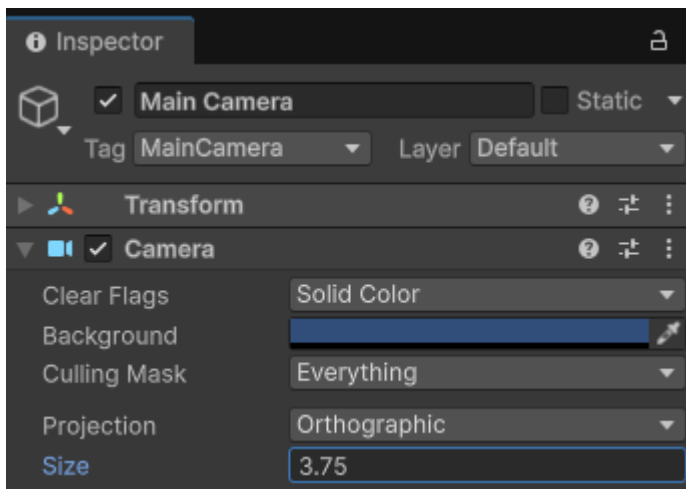 Inspector
Main Camera Static
Tag MainCamera Layer Default
Transform
Camera
Clear Flags Solid Color
Background
Culling Mask Everything
Projection Orthographic
Size 3.75